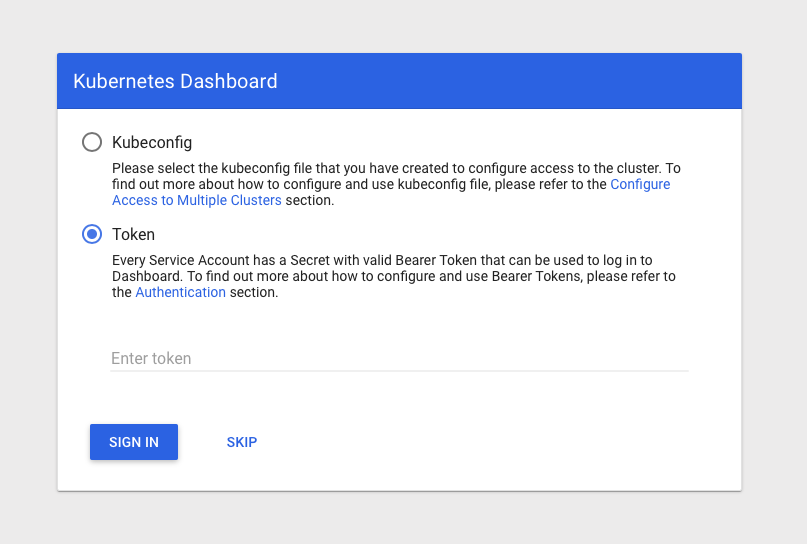 Kubernetes Dashboard
Kubeconfig
Please select the kubeconfig file that you have created to configure access to the cluster. To
find out more about how to configure and use kubeconfig file, please refer to the Configure
Access to Multiple Clusters section.
Token
Every Service Account has a Secret with valid Bearer Token that can be used to log in to
Dashboard. To find out more about how to configure and use Bearer Tokens, please refer to
the Authentication section.
Enter token
SIGN IN SKIP